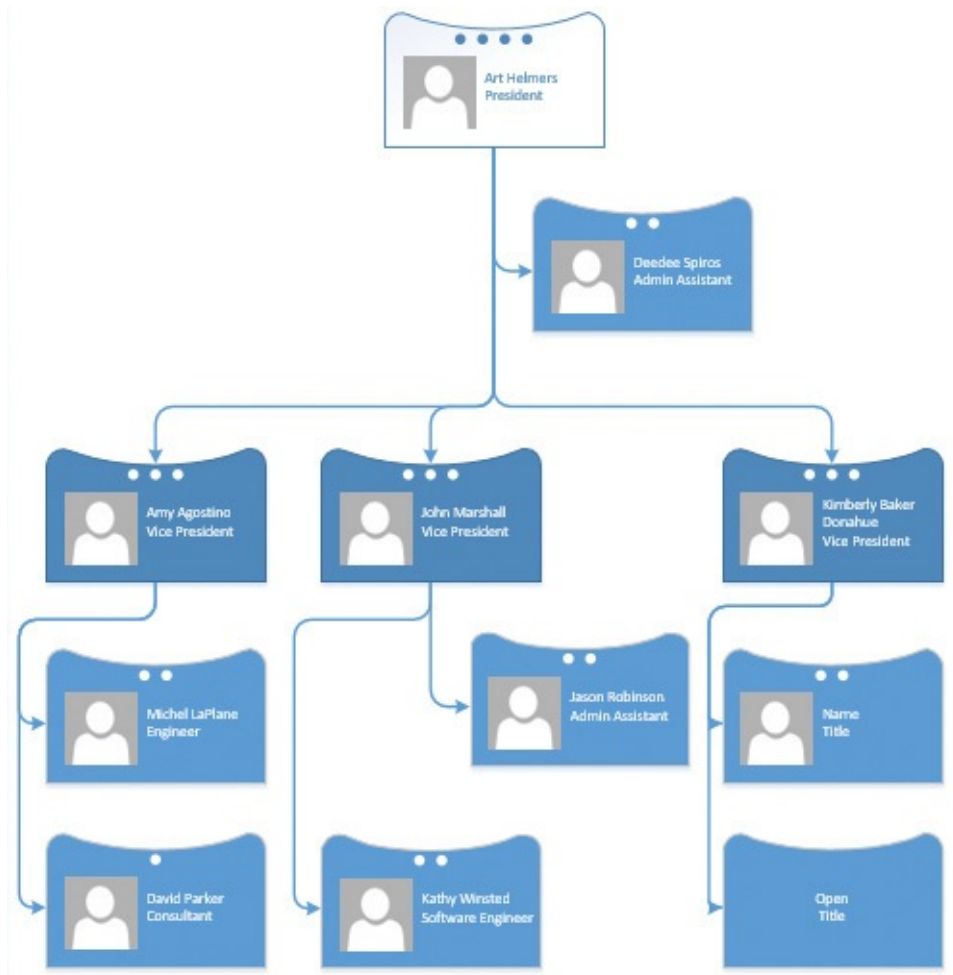 Art Helmers
President
Deedee Spiros
Admin Assistant
Amy Agostino
Vice President
John Marshall
Vice President
Kimberly Baker
Donahue
Vice President
Michel LaPlane
Engineer
Jason Robinson
Admin Assistant
Name
Title
David Parker
Consultant
Kathy Winsted
Software Engineer
Open
Title